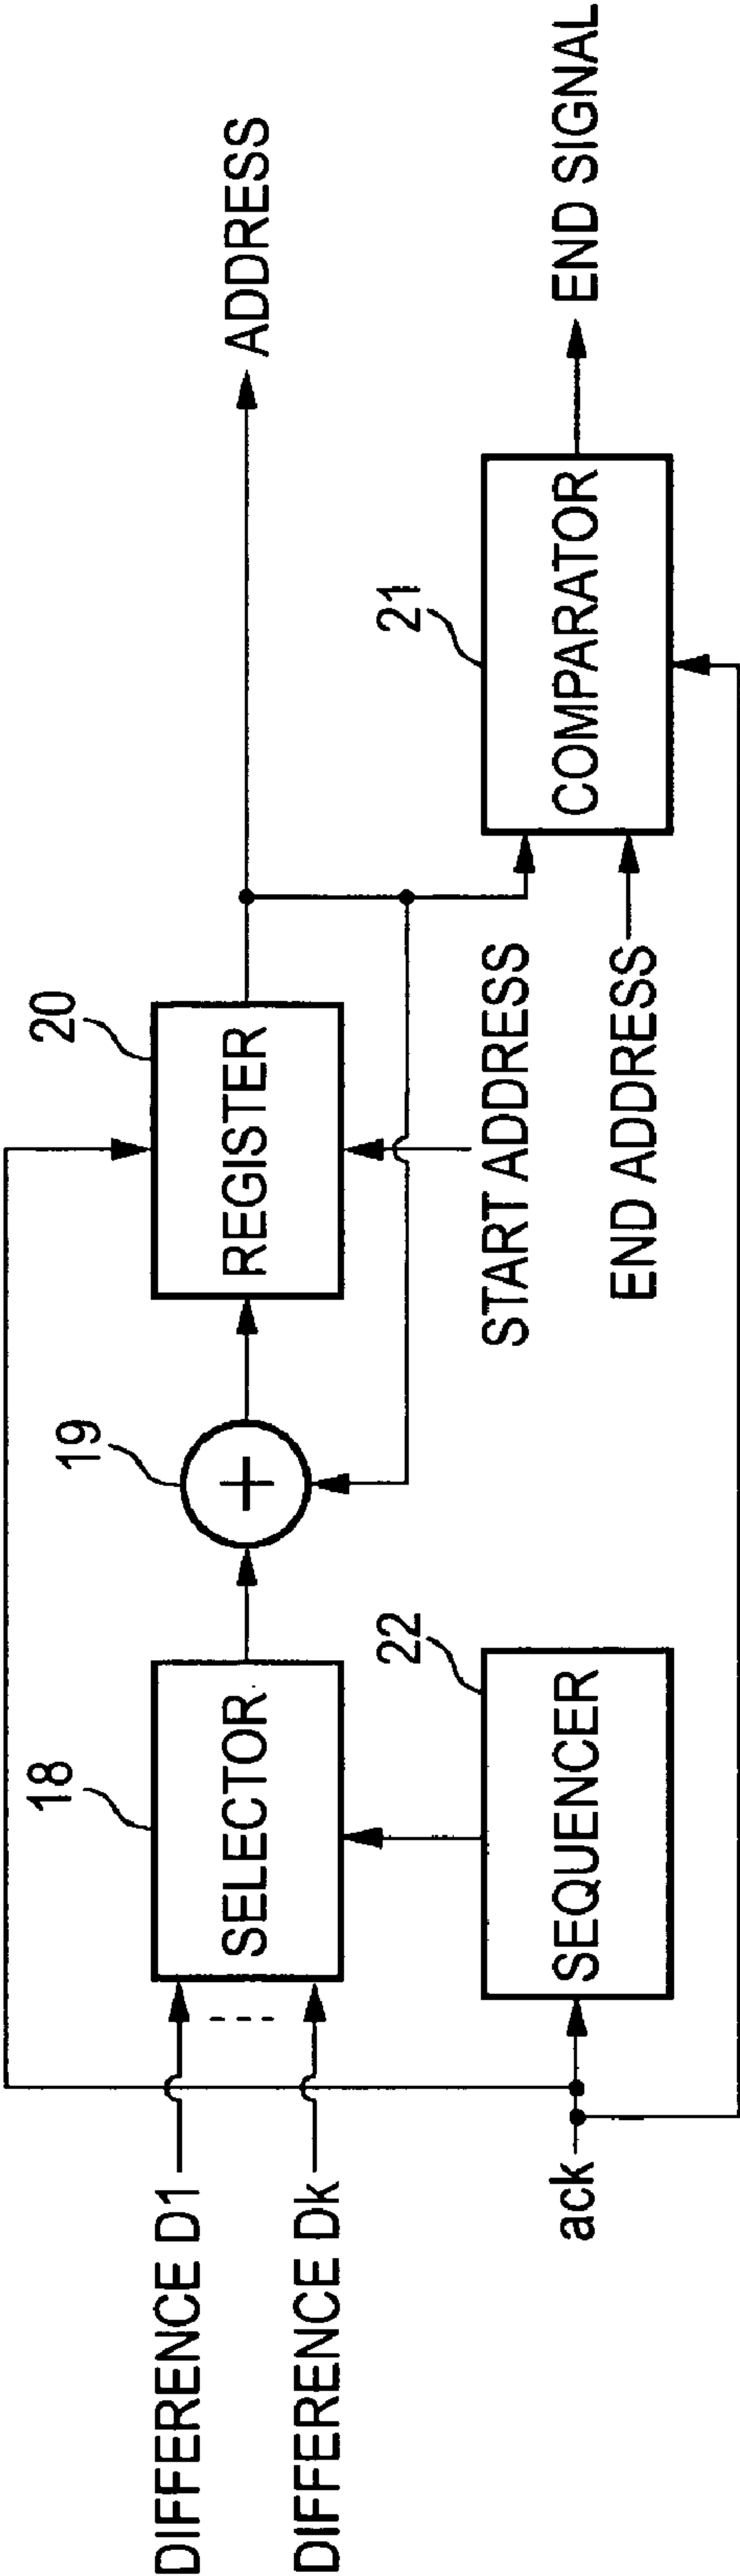 DIFFERENCE D1
DIFFERENCE Dk
18
SELECTOR
19
+
20
REGISTER
ADDRESS
START ADDRESS
END ADDRESS
ack
22
SEQUENCER
21
COMPARATOR
END SIGNAL